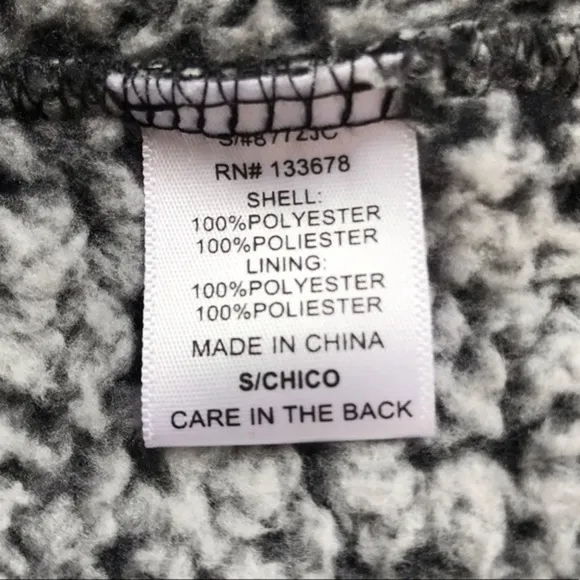 RN# 133678
SHELL:
100%POLYESTER
100%POLIESTER
LINING:
100%POLYESTER
100%POLIESTER
MADE IN CHINA
S/CHICO
CARE IN THE BACK